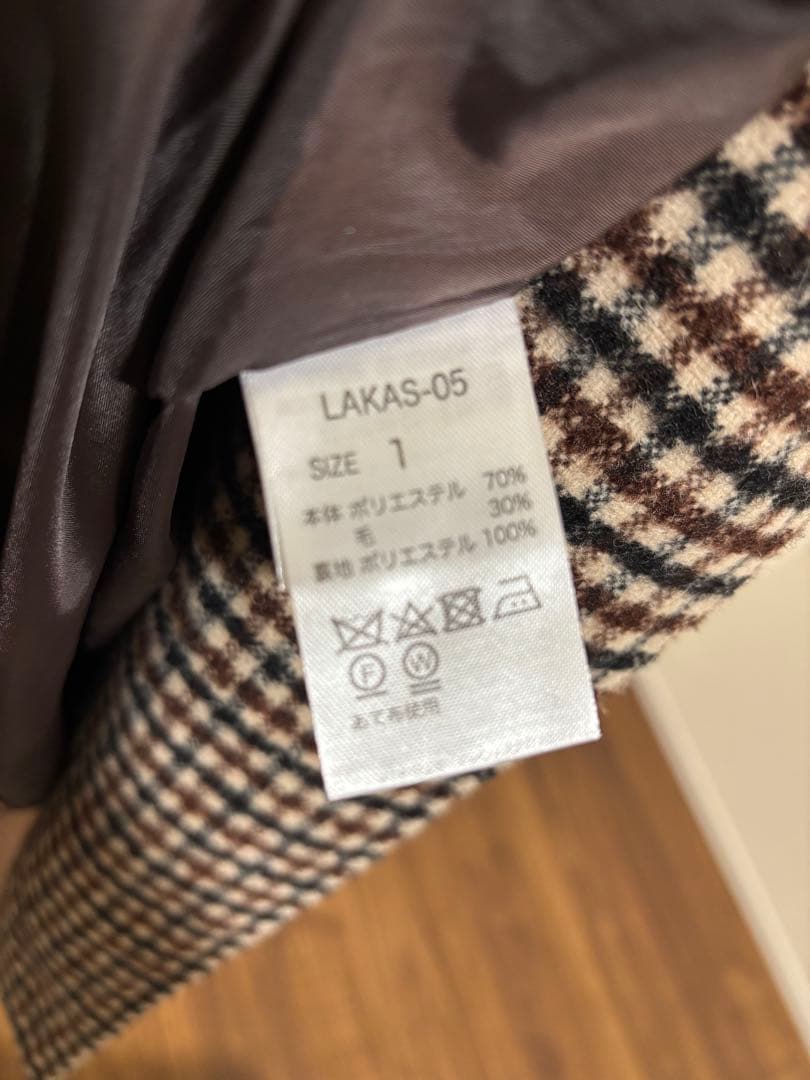 LAKAS-05
SIZE 1
本体 ポリエステル 70%
毛 30%
裏地 ポリエステル 100%
F W
あて布使用